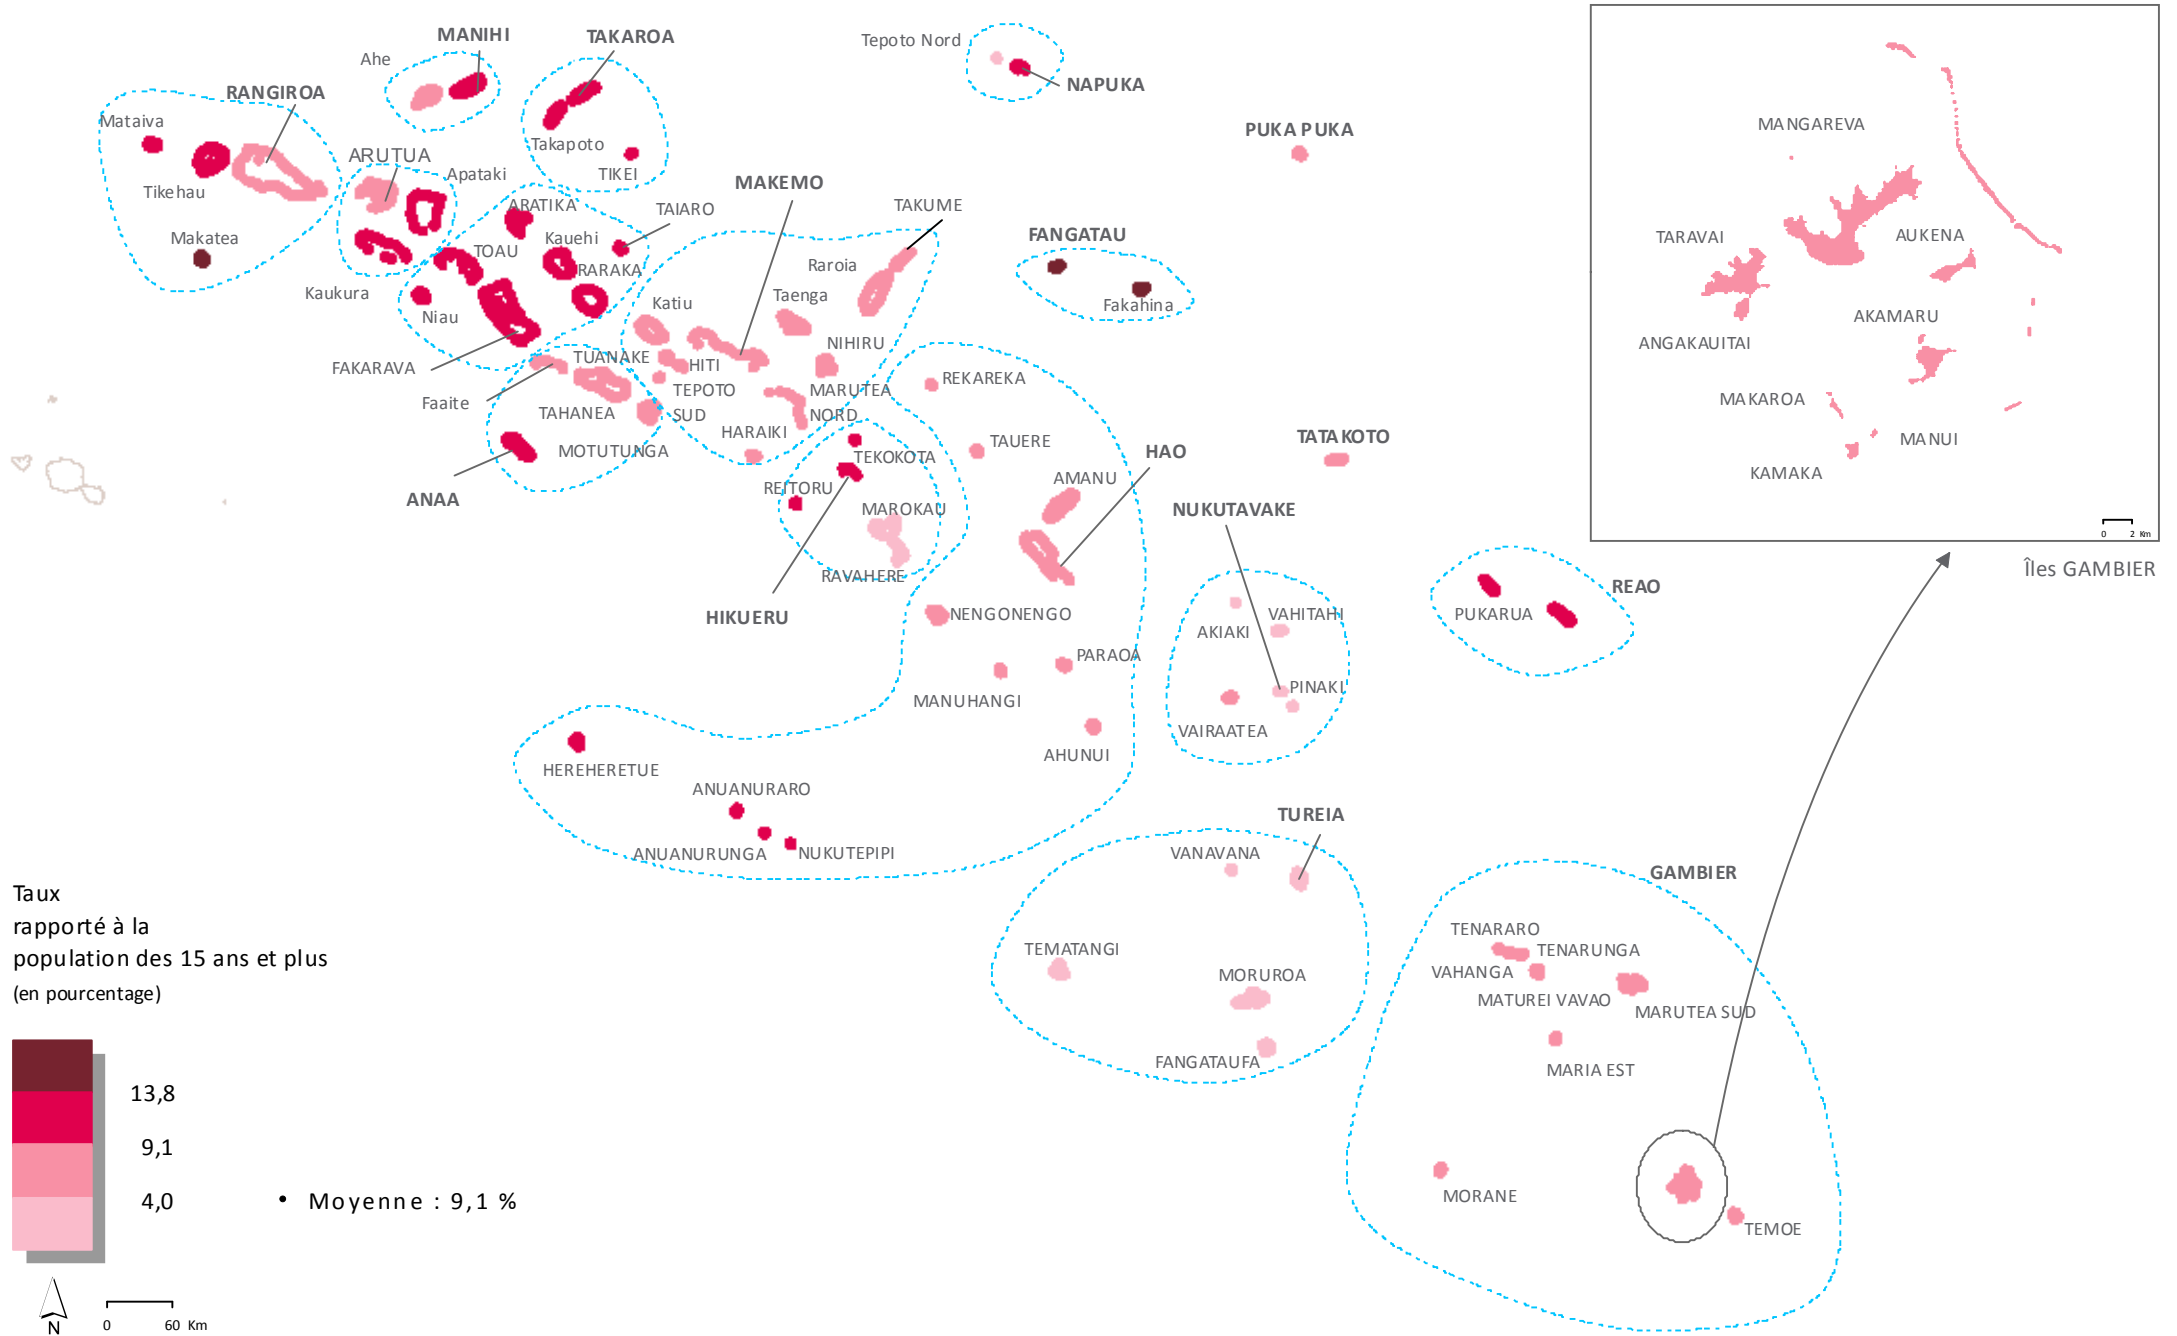 MANIHI
TAKAROA
Tepoto Nord
Ahe
NAPUKA
RANGIROA
Mataiva
MANGAREVA
PUKA PUKA
Takapoto
ARUTUA
Apataki
TIKEI
Tikehau
MAKEMO
ARATIKA
TAIARO
TAKUME
Makatea
Kauehi
FANGATAU
TARAVAI
AUKENA
TOAU
RARAKA
Raroia
Kaukura
Niau
Katiu
Taenga
Fakahina
AKAMARU
ANGAKAUITAI
NIHIRU
FAKARAVA
TUANAKE
HITI
REKAREKA
Faaite
TEPOTO
SUD
MARUTEA
NORD
MAKAROA
TAHANEA
HARAIKI
TAUERE
TATAKOTO
MANUI
MOTUTUNGA
TEKOKOTA
HAO
KAMAKA
ANAA
REITORU
AMANU
MAROKAU
NUKUTAVAKE
0 2 Km
RAVAHERE
Îles GAMBIER
REAO
HIKUERU
NENGONENGO
VAHITAHI
PUKARUA
AKIAKI
PARAOA
MANUHANGI
PINAKI
VAIRAATEA
AHUNUI
HEREHERETUE
ANUANURARO
TUREIA
ANUANURUNGA
NUKUTEPIPI
VANAVANA
GAMBIER
Taux
rapporté à la
population des 15 ans et plus
(en pourcentage)
TENARARO
TEMATANGI
TENARUNGA
MORUROA
VAHANGA
MATUREI VAVAO
MARUTEA SUD
FANGATAUFA
MARIA EST
13,8
9,1
4,0
• Moyenne : 9,1 %
MORANE
TEMOE
N
0 60 Km